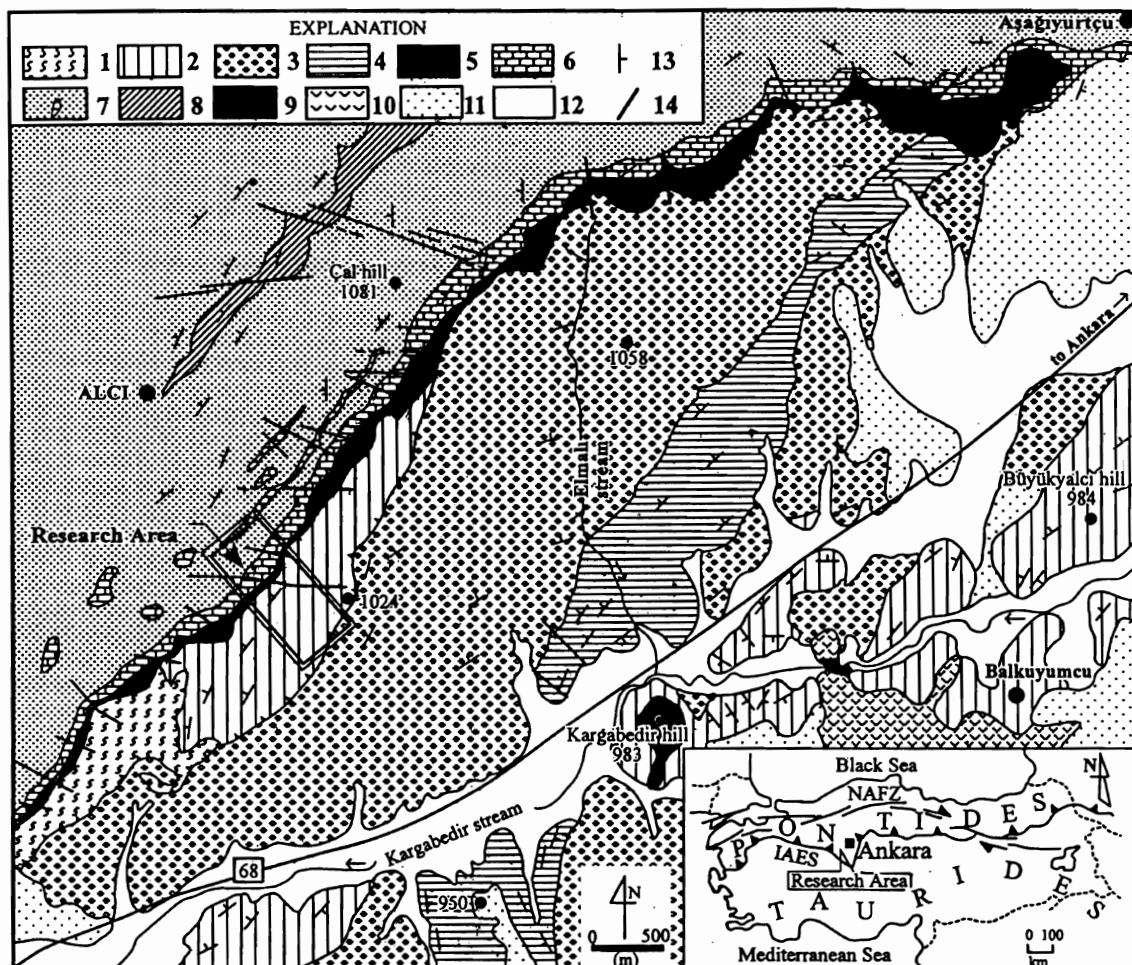 EXPLANATION
1 2 3 4 5 6 13
7 8 9 10 11 12 14
Aşağıyurtçu
Çal hill
1081
ALCI
1058
to Ankara
Elmalı
stream
Research Area
Büyükyalcı hill
984
1024
Balkuyumcu
Kargabedir hill
983
Kargabedir stream
68
950
N
0 500
(m)
Black Sea
N
NAFZ
PONTIDES
IAES
Ankara
Research Area
TAURIDES
Mediterranean Sea
0 100
km